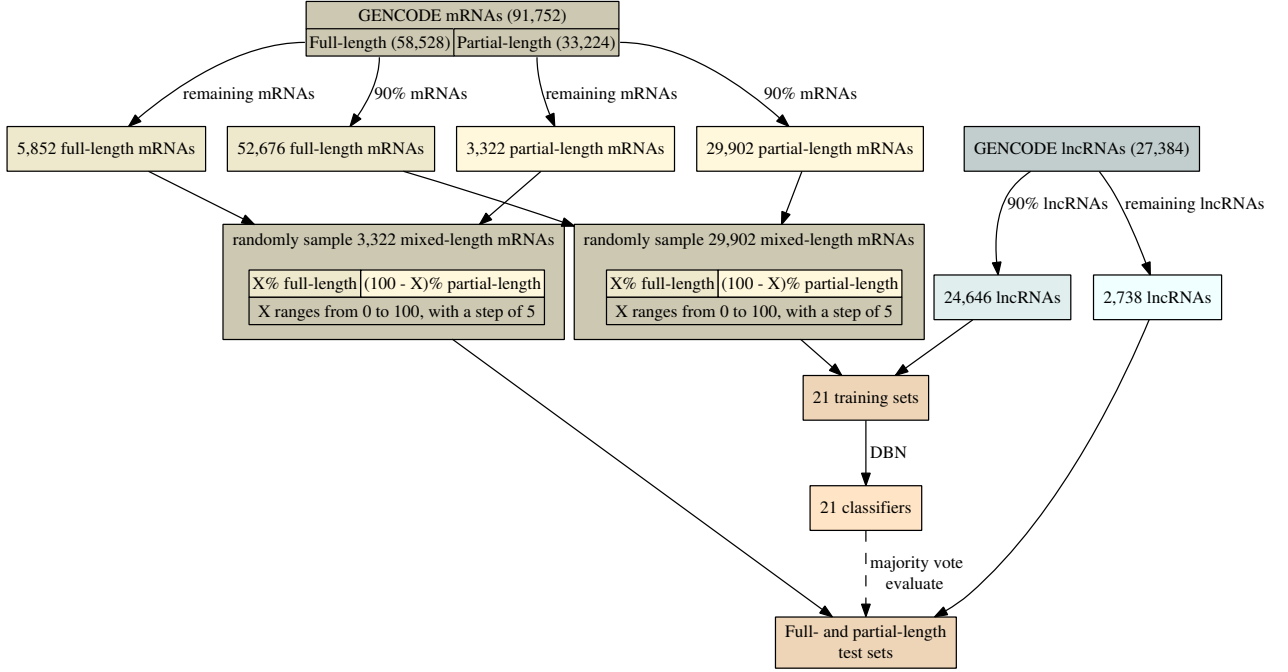 GENCODE mRNAs (91,752)
Full-length (58,528) Partial-length (33,224)
remaining mRNAs
90% mRNAs
remaining mRNAs
90% mRNAs
5,852 full-length mRNAs
52,676 full-length mRNAs
3,322 partial-length mRNAs
29,902 partial-length mRNAs
GENCODE lncRNAs (27,384)
90% lncRNAs
remaining lncRNAs
randomly sample 3,322 mixed-length mRNAs
X% full-length (100 - X)% partial-length
X ranges from 0 to 100, with a step of 5
randomly sample 29,902 mixed-length mRNAs
X% full-length (100 - X)% partial-length
X ranges from 0 to 100, with a step of 5
24,646 lncRNAs
2,738 lncRNAs
21 training sets
DBN
21 classifiers
majority vote
evaluate
Full- and partial-length
test sets